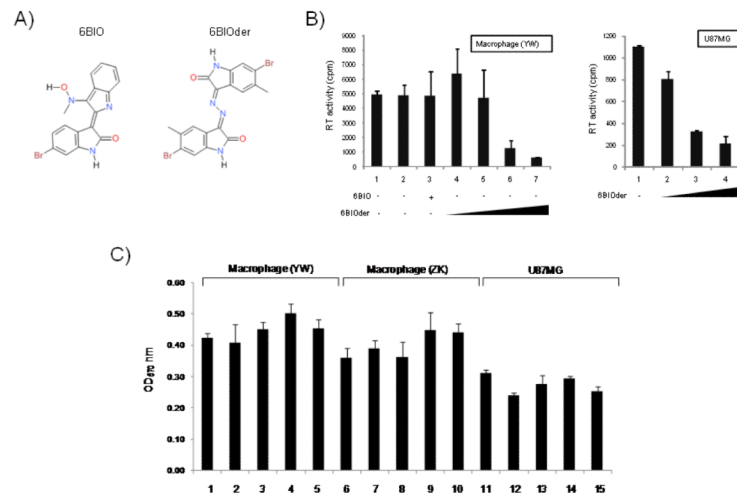 A)
6BIO
6BIOder
H
O
N
N
O
Br
N
H
H
N
Br
O
N
N
O
Br
N
H
B)
Macrophage (YW)
RT activity (cpm)
10000
9000
8000
7000
6000
5000
4000
3000
2000
1000
0
1 2 3 4 5 6 7
6BIO - - + - - - -
6BIOder - - -
U87MG
RT activity (cpm)
1200
1000
800
600
400
200
0
1 2 3 4
6BIOder -
C)
Macrophage (YW) Macrophage (ZK) U87MG
OD570 nm
0.60
0.50
0.40
0.30
0.20
0.10
0.00
1 2 3 4 5 6 7 8 9 10 11 12 13 14 15